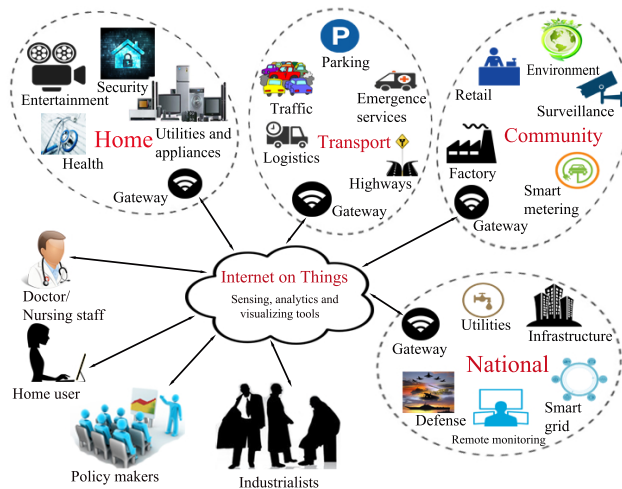 Entertainment
Security
Health
Home
Utilities and
appliances
Gateway
P
Parking
Traffic
Emergence
services
Logistics
Transport
Highways
Gateway
Retail
Environment
Surveillance
Community
Factory
Smart
metering
Gateway
Internet on Things
Sensing, analytics and
visualizing tools
Doctor/
Nursing staff
Home user
Policy makers
Industrialists
Gateway
Utilities
Infrastructure
National
Defense
Remote monitoring
Smart
grid